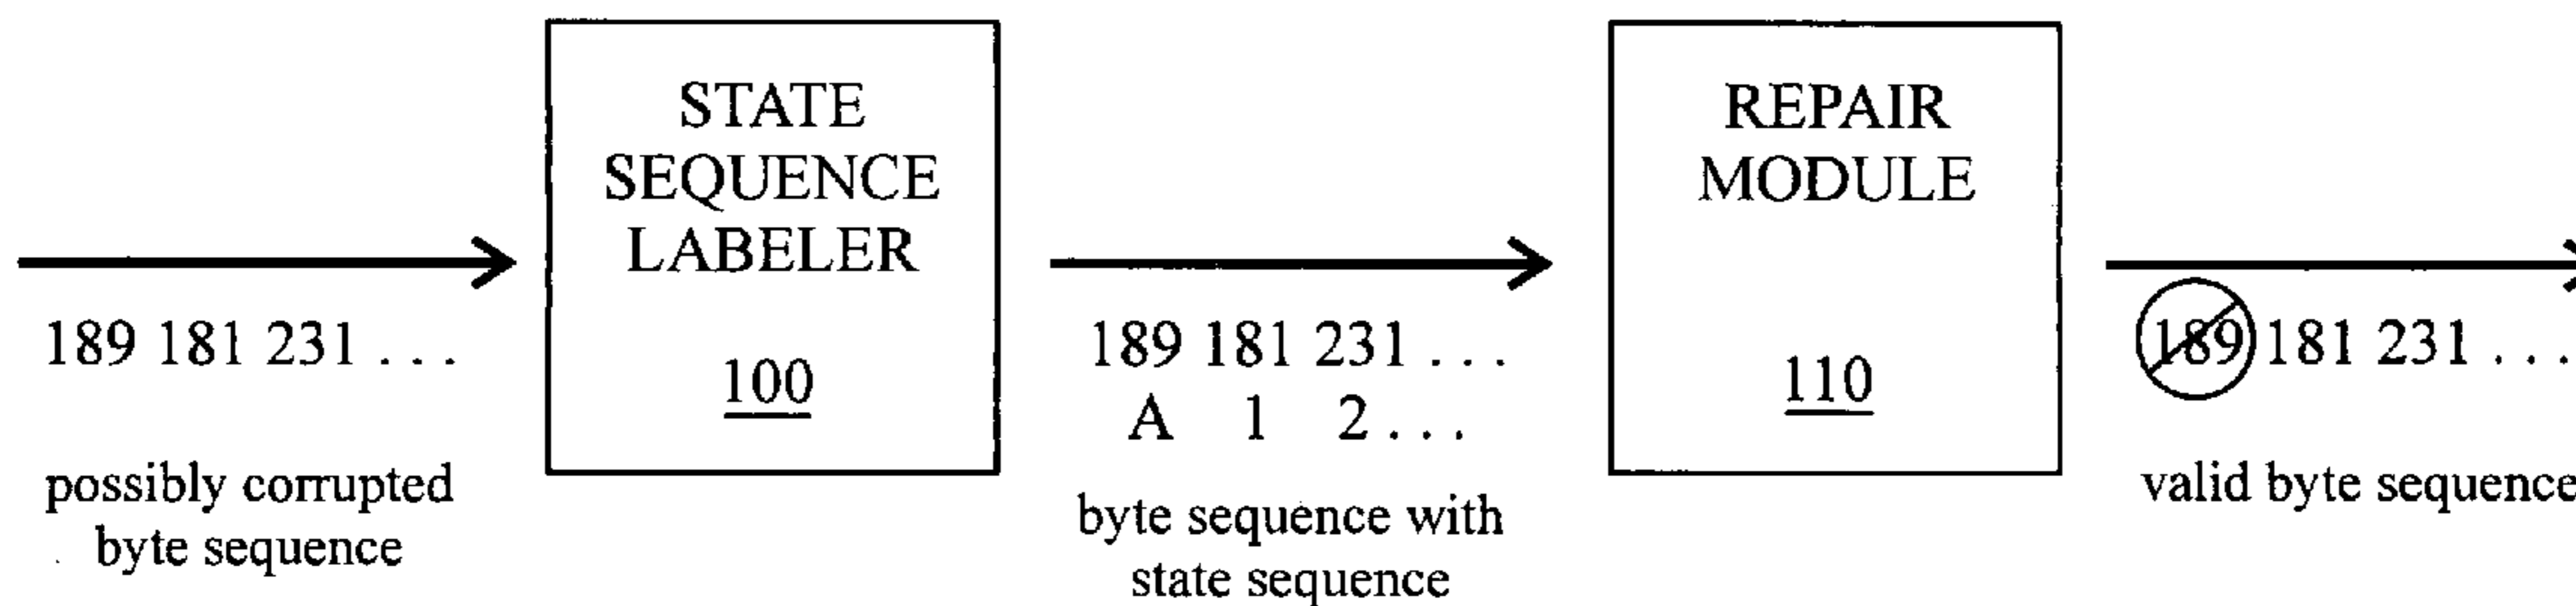 STATE
SEQUENCE
LABELER
100
REPAIR
MODULE
110
189 181 231 . . .
possibly corrupted
byte sequence
189 181 231 . . .
A 1 2 . . .
byte sequence with
state sequence
189 181 231 . . .
valid byte sequence